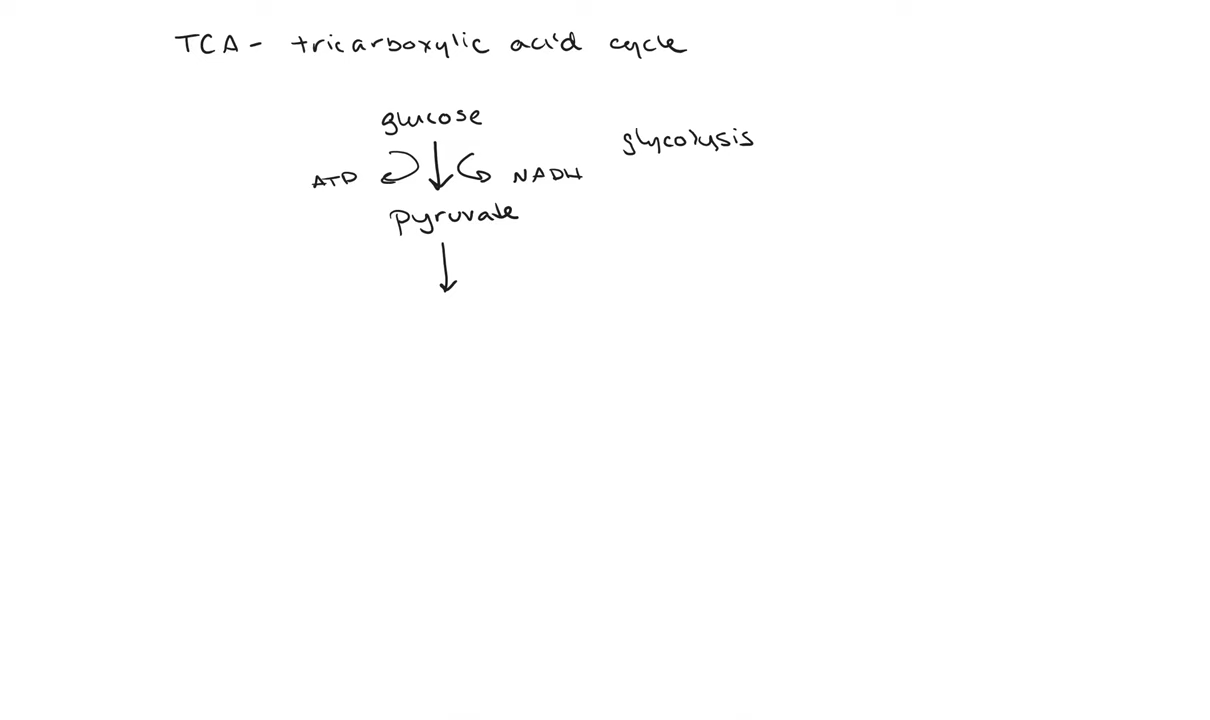 TCA - tricarboxylic acid cycle
glucose
glycolysis
ATP NADH
pyruvate